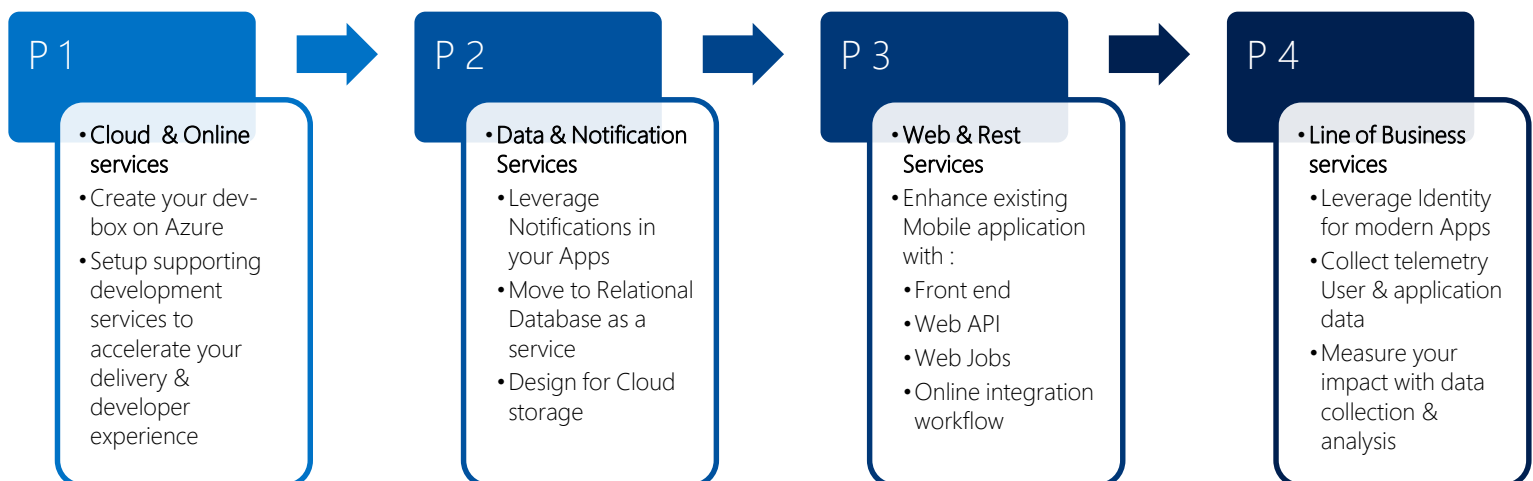 P 1
•Cloud & Online
services
•Create your dev-
box on Azure
•Setup supporting
development
services to
accelerate your
delivery &
developer
experience
P 2
•Data & Notification
Services
•Leverage
Notifications in
your Apps
•Move to Relational
Database as a
service
•Design for Cloud
storage
P 3
•Web & Rest
Services
•Enhance existing
Mobile application
with :
•Front end
•Web API
•Web Jobs
•Online integration
workflow
P 4
•Line of Business
services
•Leverage Identity
for modern Apps
•Collect telemetry
User & application
data
•Measure your
impact with data
collection &
analysis